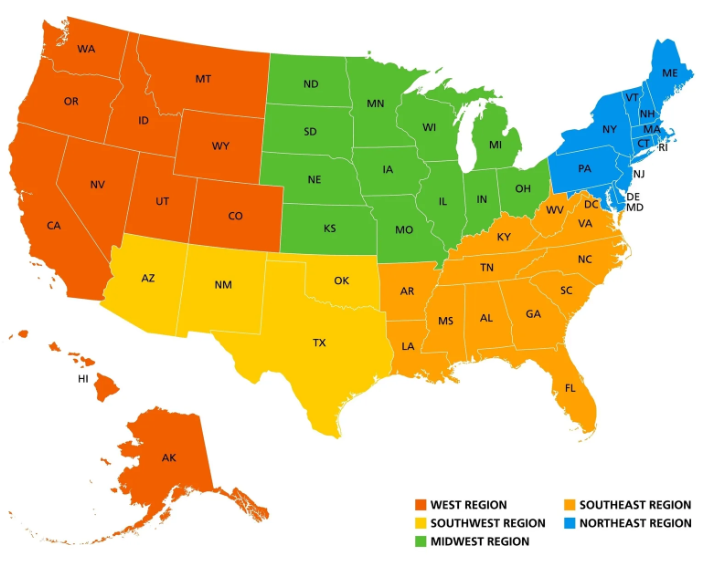 WA
MT
ND
MN
ME
OR
ID
SD
WI
VT
NH
NY
MA
MI
CT
RI
WY
NE
IA
PA
NJ
NV
UT
CO
IL
IN
OH
DE
MD
CA
KS
MO
WV
DC
VA
KY
AZ
NM
OK
AR
TN
NC
SC
TX
LA
MS
AL
GA
HI
FL
AK
WEST REGION
SOUTHWEST REGION
MIDWEST REGION
SOUTHEAST REGION
NORTHEAST REGION